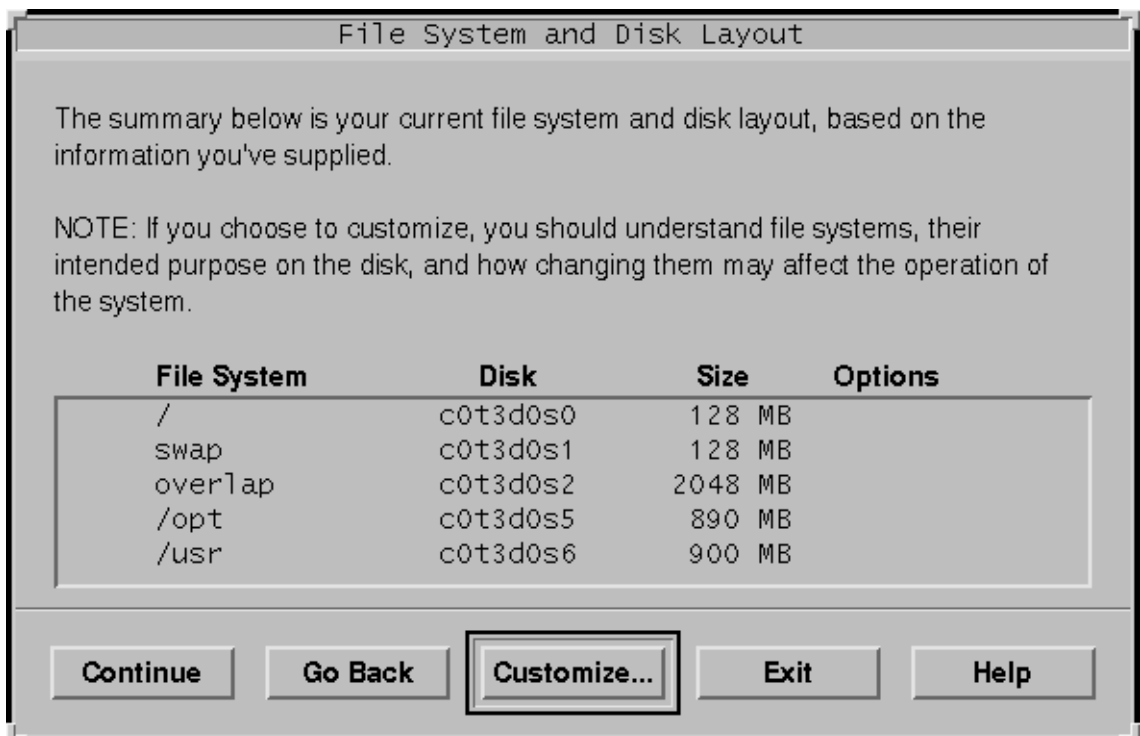 File System and Disk Layout
The summary below is your current file system and disk layout, based on the
information you've supplied.
NOTE: If you choose to customize, you should understand file systems, their
intended purpose on the disk, and how changing them may affect the operation of
the system.
File System Disk Size Options
/ c0t3d0s0 128 MB
swap c0t3d0s1 128 MB
overlap c0t3d0s2 2048 MB
/opt c0t3d0s5 890 MB
/usr c0t3d0s6 900 MB
Continue Go Back Customize... Exit Help